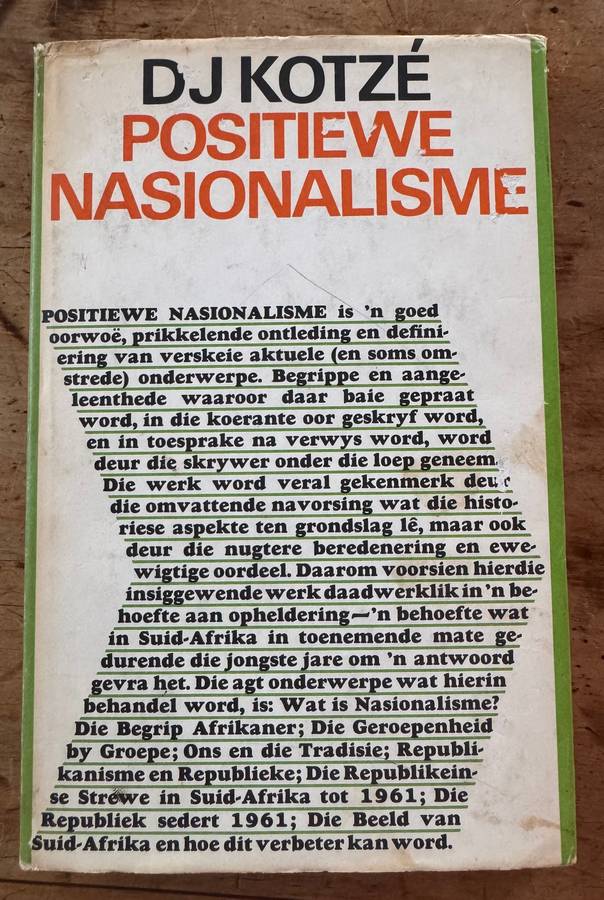 DJ KOTZÉ
POSITIEWE
NASIONALISME
POSITIEWE NASIONALISME is 'n goed
oorwoë, prikkelende ontleding en defini-
ering van verskeie aktuele (en soms om-
strede) onderwerpe. Begrippe en aange-
leenthede waaroor daar baie gepraat
word, in die koerante oor geskryf word,
en in toesprake na verwys word, word
deur die skrywer onder die loep geneem.
Die werk word veral gekenmerk deur
die omvattende navorsing wat die histo-
riese aspekte ten grondslag lê, maar ook
deur die nugtere beredenering en ewe-
wigtige oordeel. Daarom voorsien hierdie
insiggewende werk daadwerklik in 'n be-
hoefte aan opheldering—'n behoefte wat
in Suid-Afrika in toenemende mate ge-
durende die jongste jare om 'n antwoord
gevra het. Die agt onderwerpe wat hierin
behandel word, is: Wat is Nasionalisme?
Die Begrip Afrikaner; Die Geroepenheid
by Groepe; Ons en die Tradisie; Republi-
kanisme en Republieke; Die Republikein-
se Strewe in Suid-Afrika tot 1961; Die
Republiek sedert 1961; Die Beeld van
Suid-Afrika en hoe dit verbeter kan word.